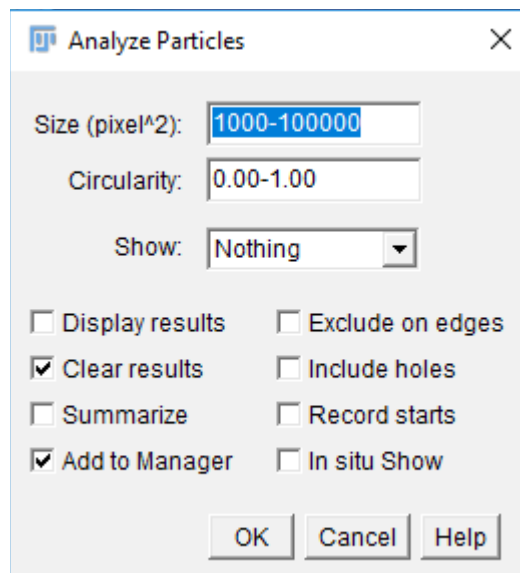 Analyze Particles
Size (pixel^2): 1000-100000
Circularity: 0.00-1.00
Show: Nothing
Display results Exclude on edges
Clear results Include holes
Summarize Record starts
Add to Manager In situ Show
OK Cancel Help